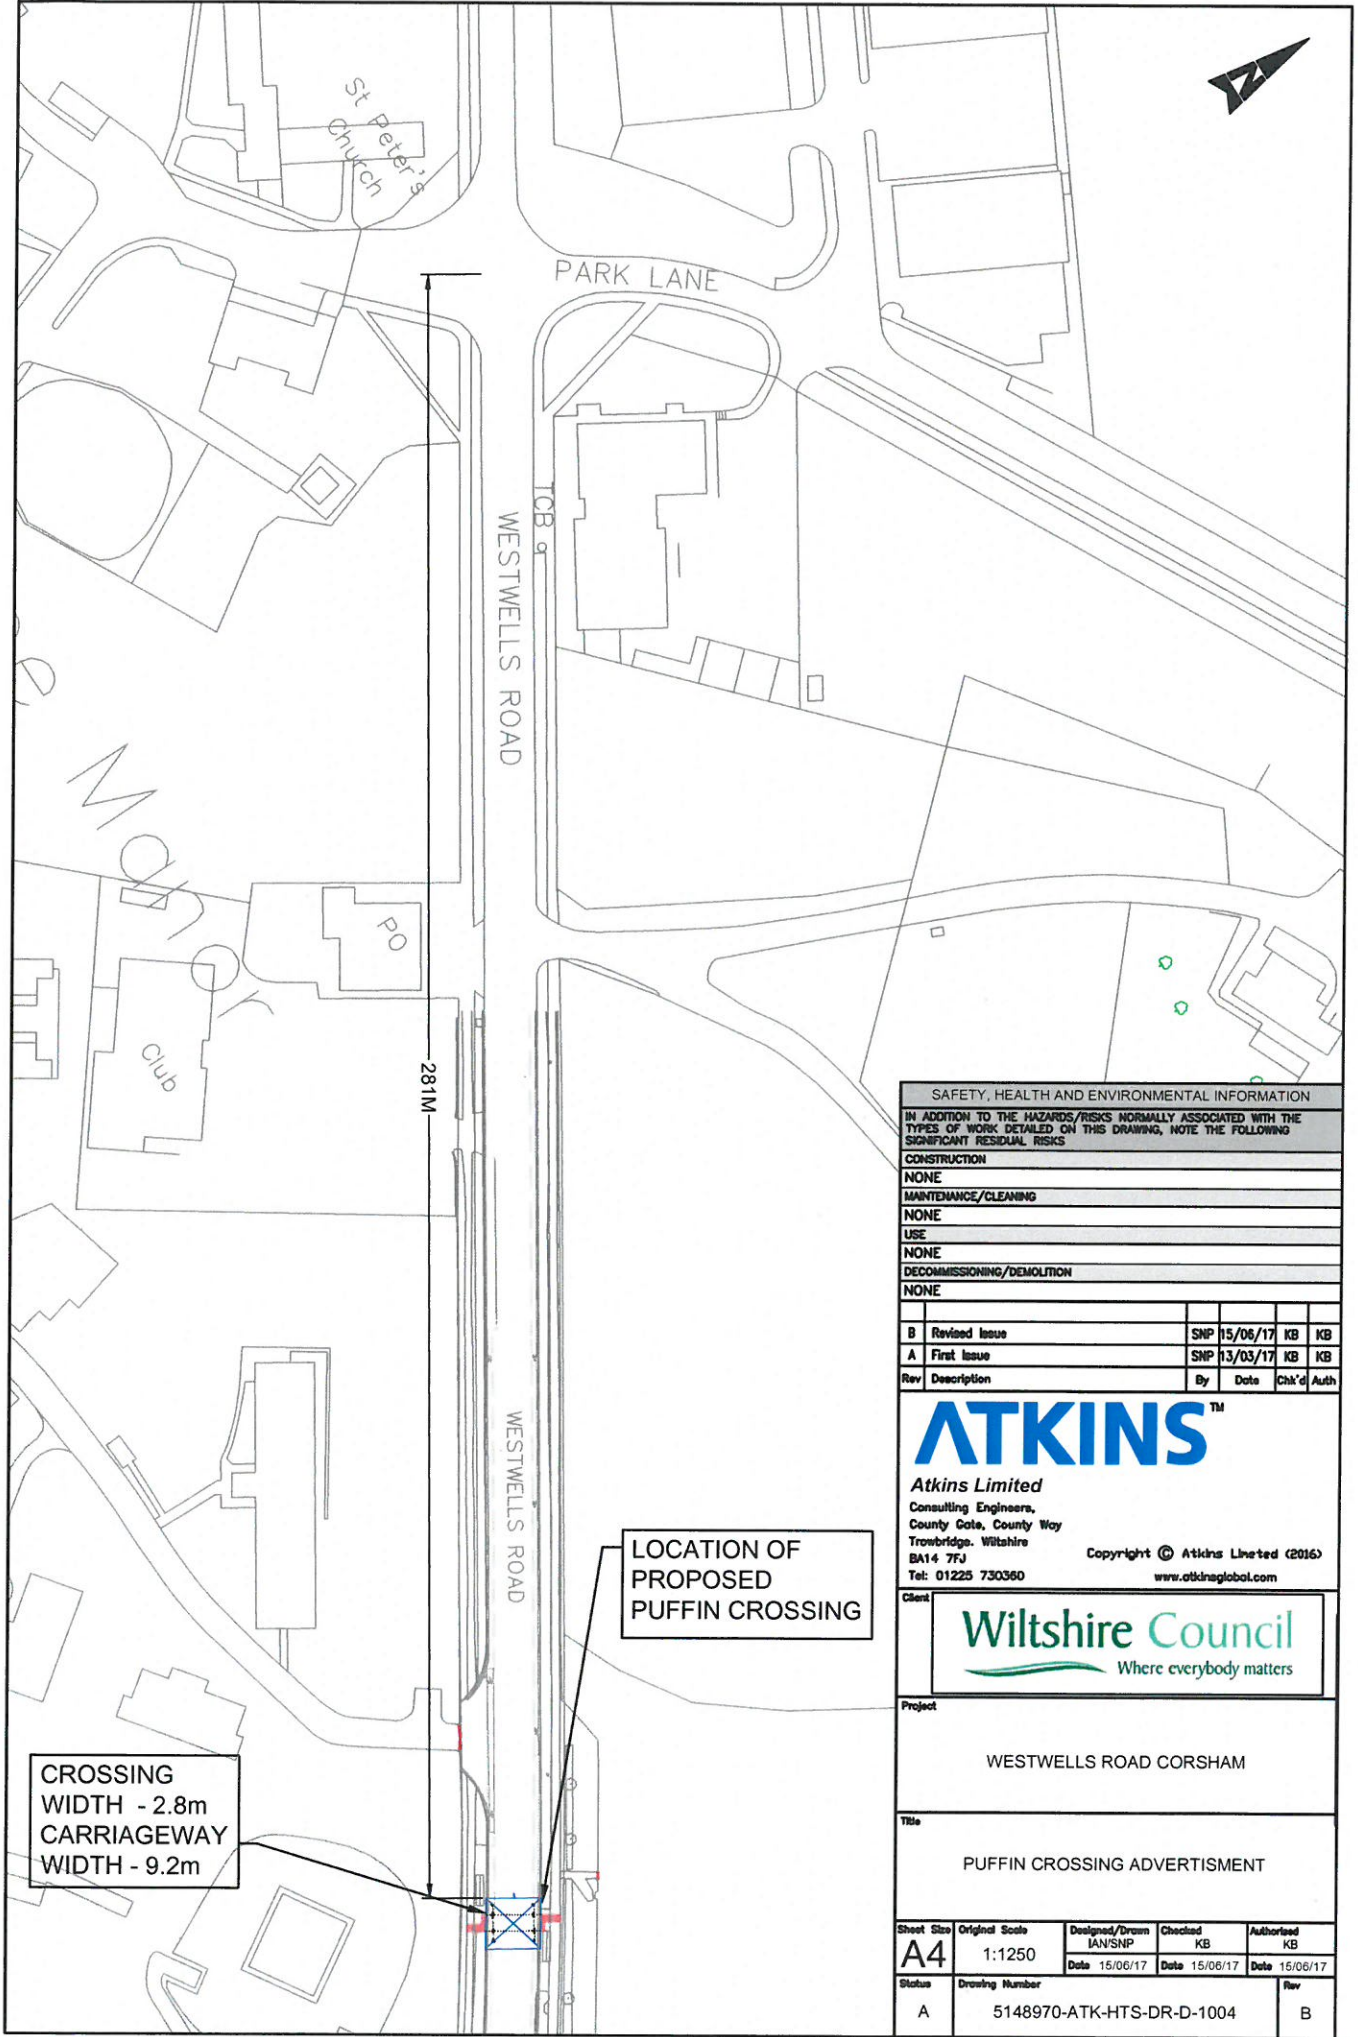 St Peter's
Church
PARK LANE
TCB
WESTWELLS ROAD
Manor
PO
Club
281M
WESTWELLS ROAD
LOCATION OF
PROPOSED
PUFFIN CROSSING
CROSSING
WIDTH - 2.8m
CARRIAGEWAY
WIDTH - 9.2m
SAFETY, HEALTH AND ENVIRONMENTAL INFORMATION
IN ADDITION TO THE HAZARDS/RISKS NORMALLY ASSOCIATED WITH THE
TYPES OF WORK DETAILED ON THIS DRAWING, NOTE THE FOLLOWING
SIGNIFICANT RESIDUAL RISKS
CONSTRUCTION
NONE
MAINTENANCE/CLEANING
NONE
USE
NONE
DECOMMISSIONING/DEMOLITION
NONE
B Revised Issue SNP 15/06/17 KB KB
A First Issue SNP 13/03/17 KB KB
Rev Description By Date Chk'd Auth
ATKINS™
Atkins Limited
Consulting Engineers,
County Gate, County Way
Trowbridge. Wiltshire
BA14 7FJ
Tel: 01225 730360
Copyright © Atkins Limeted (2016)
www.atkinsglobal.com
Client
Wiltshire Council
Where everybody matters
Project
WESTWELLS ROAD CORSHAM
Title
PUFFIN CROSSING ADVERTISMENT
Sheet Size Original Scale Designed/Drawn Checked Authorised
A4 1:1250 IAN/SNP KB KB
Date 15/06/17 Date 15/06/17 Date 15/06/17
Status Drawing Number Rev
A 5148970-ATK-HTS-DR-D-1004 B